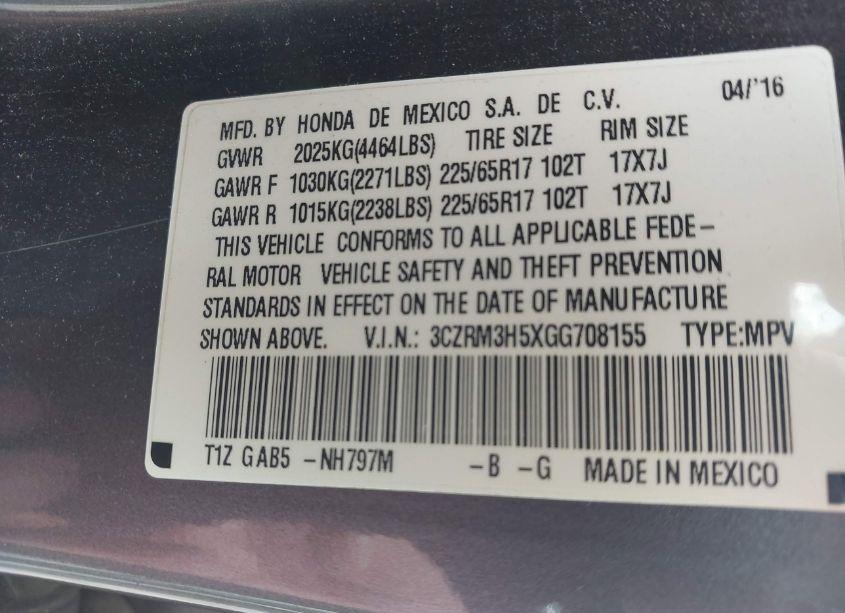 04/'16
MFD. BY HONDA DE MEXICO S.A. DE C.V.
GVWR 2025KG(4464LBS) TIRE SIZE RIM SIZE
GAWR F 1030KG(2271LBS) 225/65R17 102T 17X7J
GAWR R 1015KG(2238LBS) 225/65R17 102T 17X7J
THIS VEHICLE CONFORMS TO ALL APPLICABLE FEDE-
RAL MOTOR VEHICLE SAFETY AND THEFT PREVENTION
STANDARDS IN EFFECT ON THE DATE OF MANUFACTURE
SHOWN ABOVE. V.I.N.: 3CZRM3H5XGG708155 TYPE:MPV
T1Z GAB5 -NH797M -B -G MADE IN MEXICO